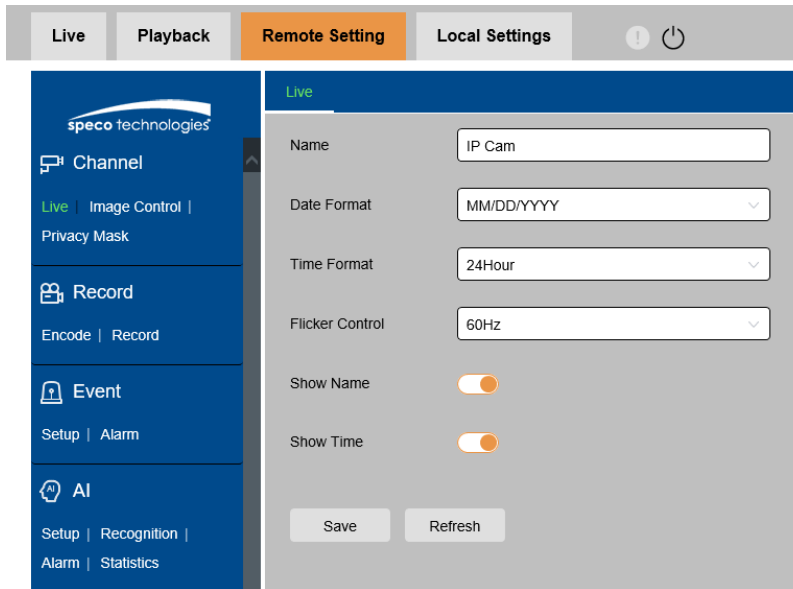 Live Playback Remote Setting Local Settings
speco technologies
Channel
Live | Image Control |
Privacy Mask
Record
Encode | Record
Event
Setup | Alarm
AI AI
Setup | Recognition |
Alarm | Statistics
Live
Name IP Cam
Date Format MM/DD/YYYY
Time Format 24Hour
Flicker Control 60Hz
Show Name
Show Time
Save Refresh